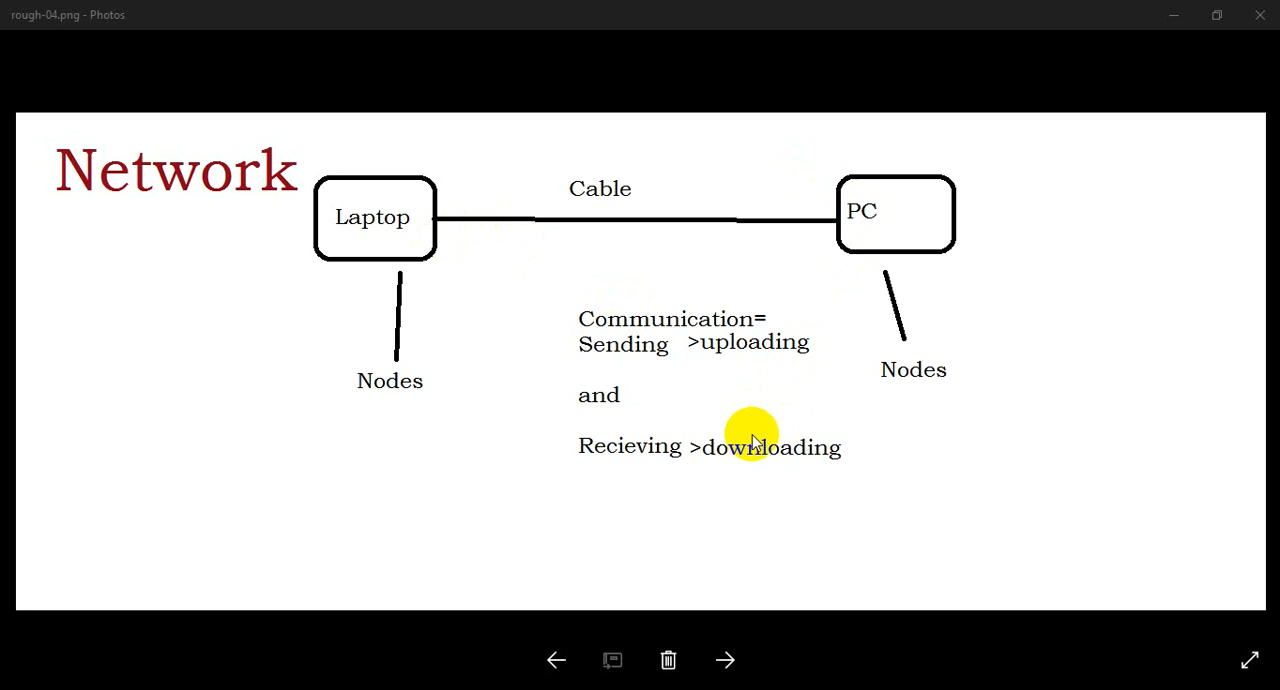 rough-04.png - Photos
Network
Cable
Laptop
PC
Communication=
Sending >uploading
Nodes
Nodes
and
Recieving >downloading